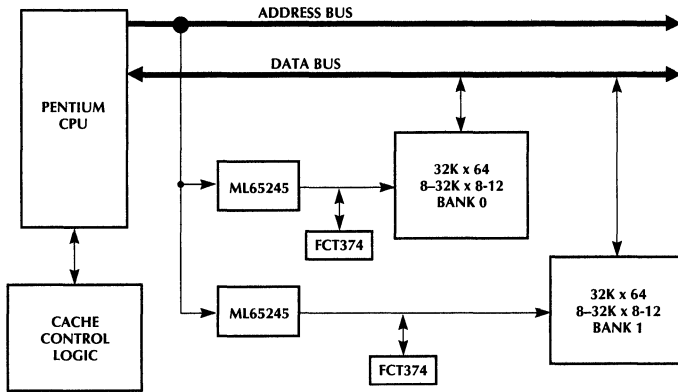 ADDRESS BUS
DATA BUS
PENTIUM
CPU
ML65245
32K x 64
8–32K x 8-12
BANK 0
FCT374
CACHE
CONTROL
LOGIC
ML65245
32K x 64
8–32K x 8-12
BANK 1
FCT374